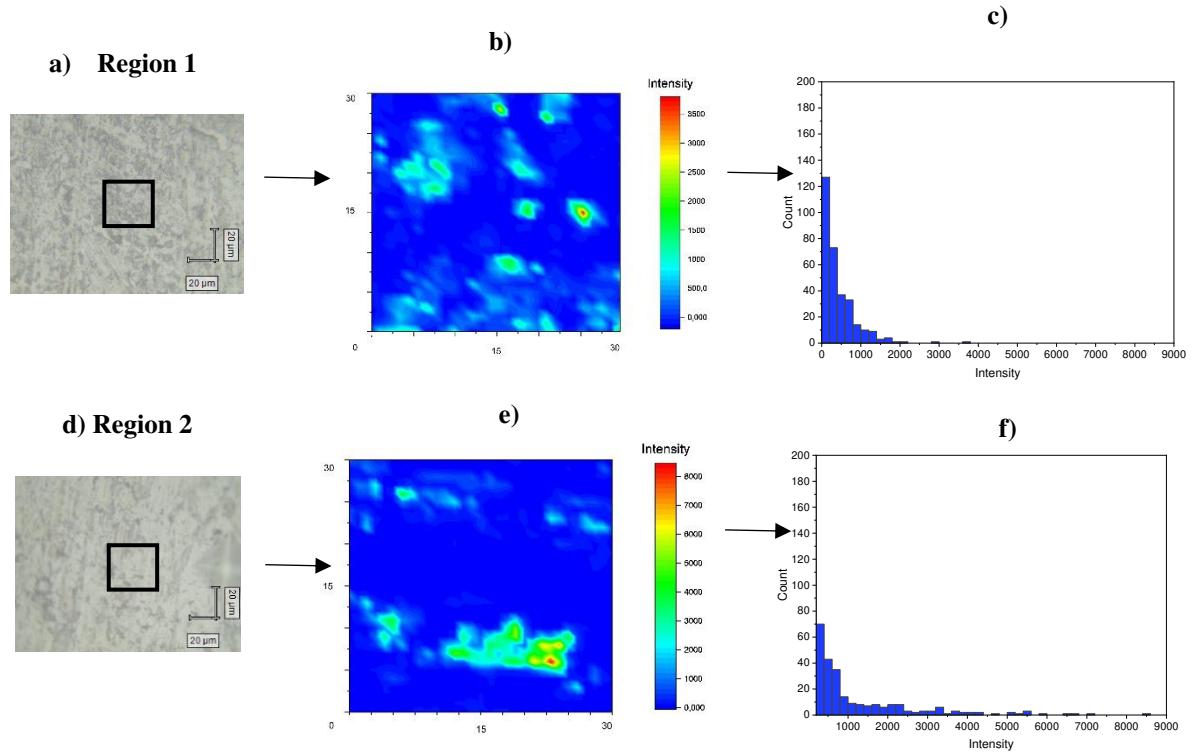 a) Region 1
20 µm
20 µm
b)
Intensity
3500
3000
2500
2000
1500
1000
500,0
0,000
30
15
0
15
30
c)
200
180
160
140
120
100
80
60
40
20
0
Count
0 1000 2000 3000 4000 5000 6000 7000 8000 9000
Intensity
d) Region 2
20 µm
20 µm
e)
Intensity
8000
7000
6000
5000
4000
3000
2000
1000
0,000
30
15
0
15
30
f)
200
180
160
140
120
100
80
60
40
20
0
Count
1000 2000 3000 4000 5000 6000 7000 8000 9000
Intensity